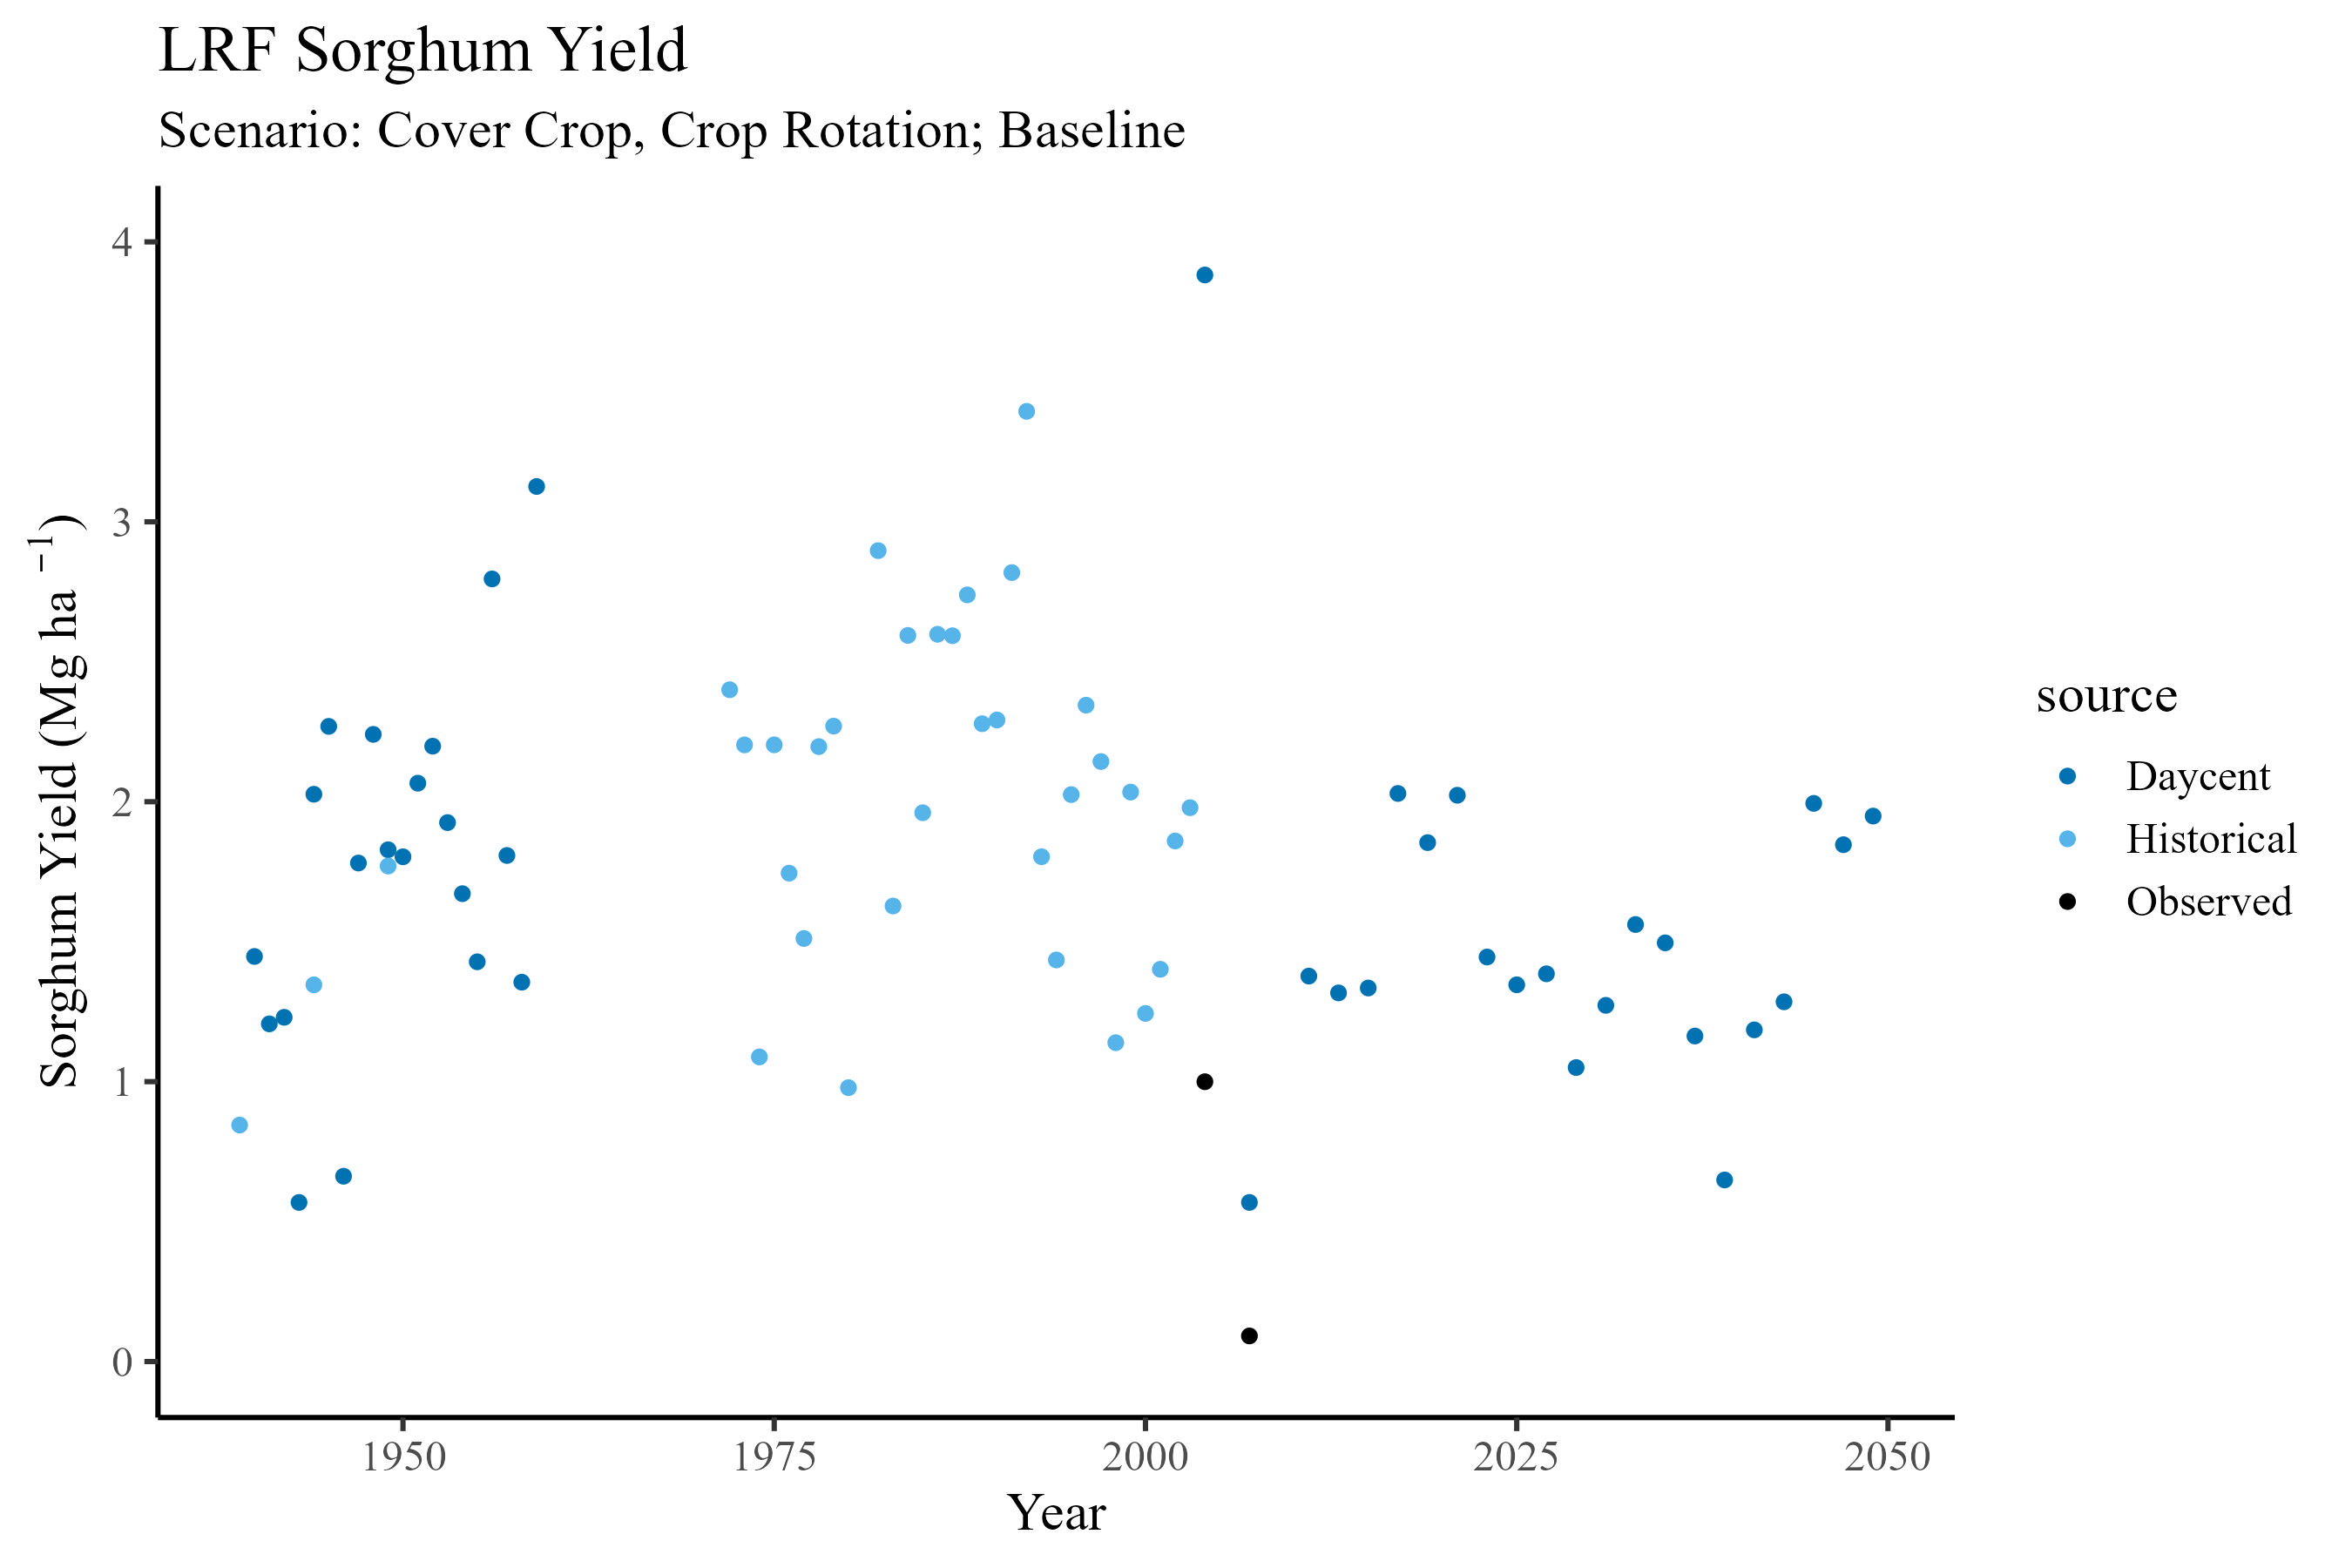 LRF Sorghum Yield
Scenario: Cover Crop, Crop Rotation; Baseline
Sorghum Yield (Mg ha ⁻¹)
4
3
2
1
0
1950 1975 2000 2025 2050
Year
source
Daycent
Historical
Observed